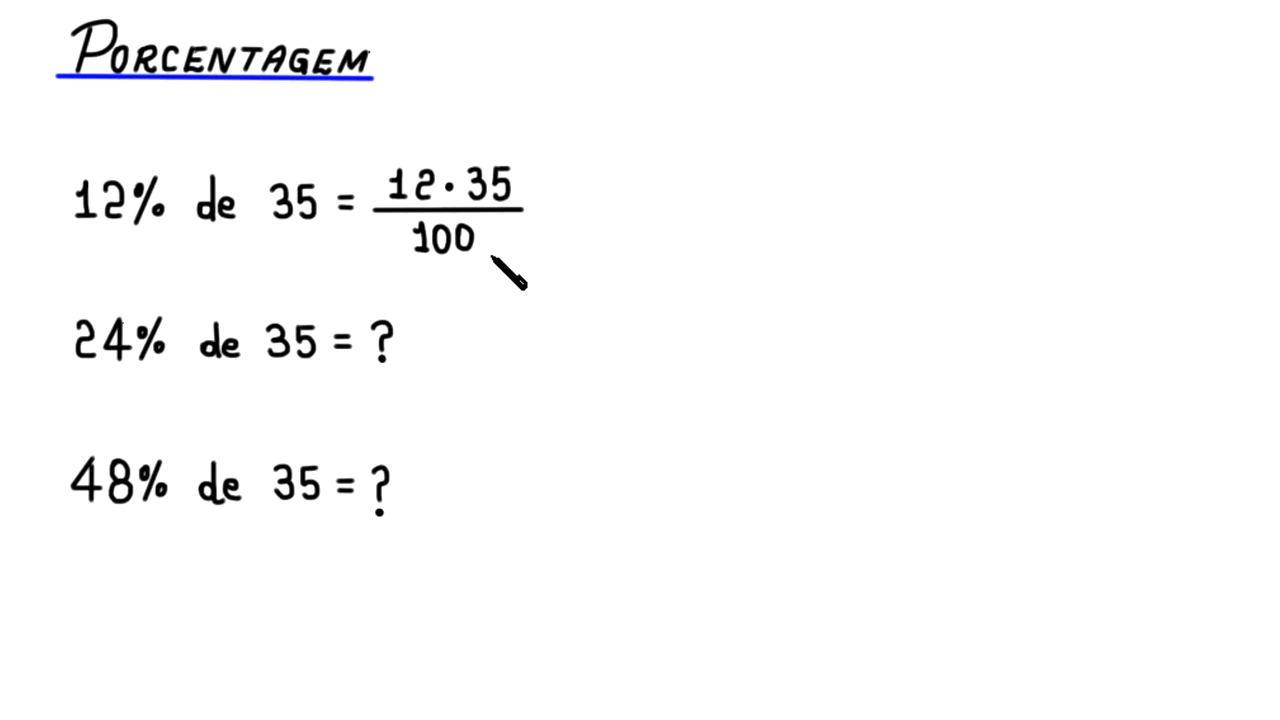 PORCENTAGEM
12% de 35 = 12 · 35
100
24% de 35 = ?
48% de 35 = ?